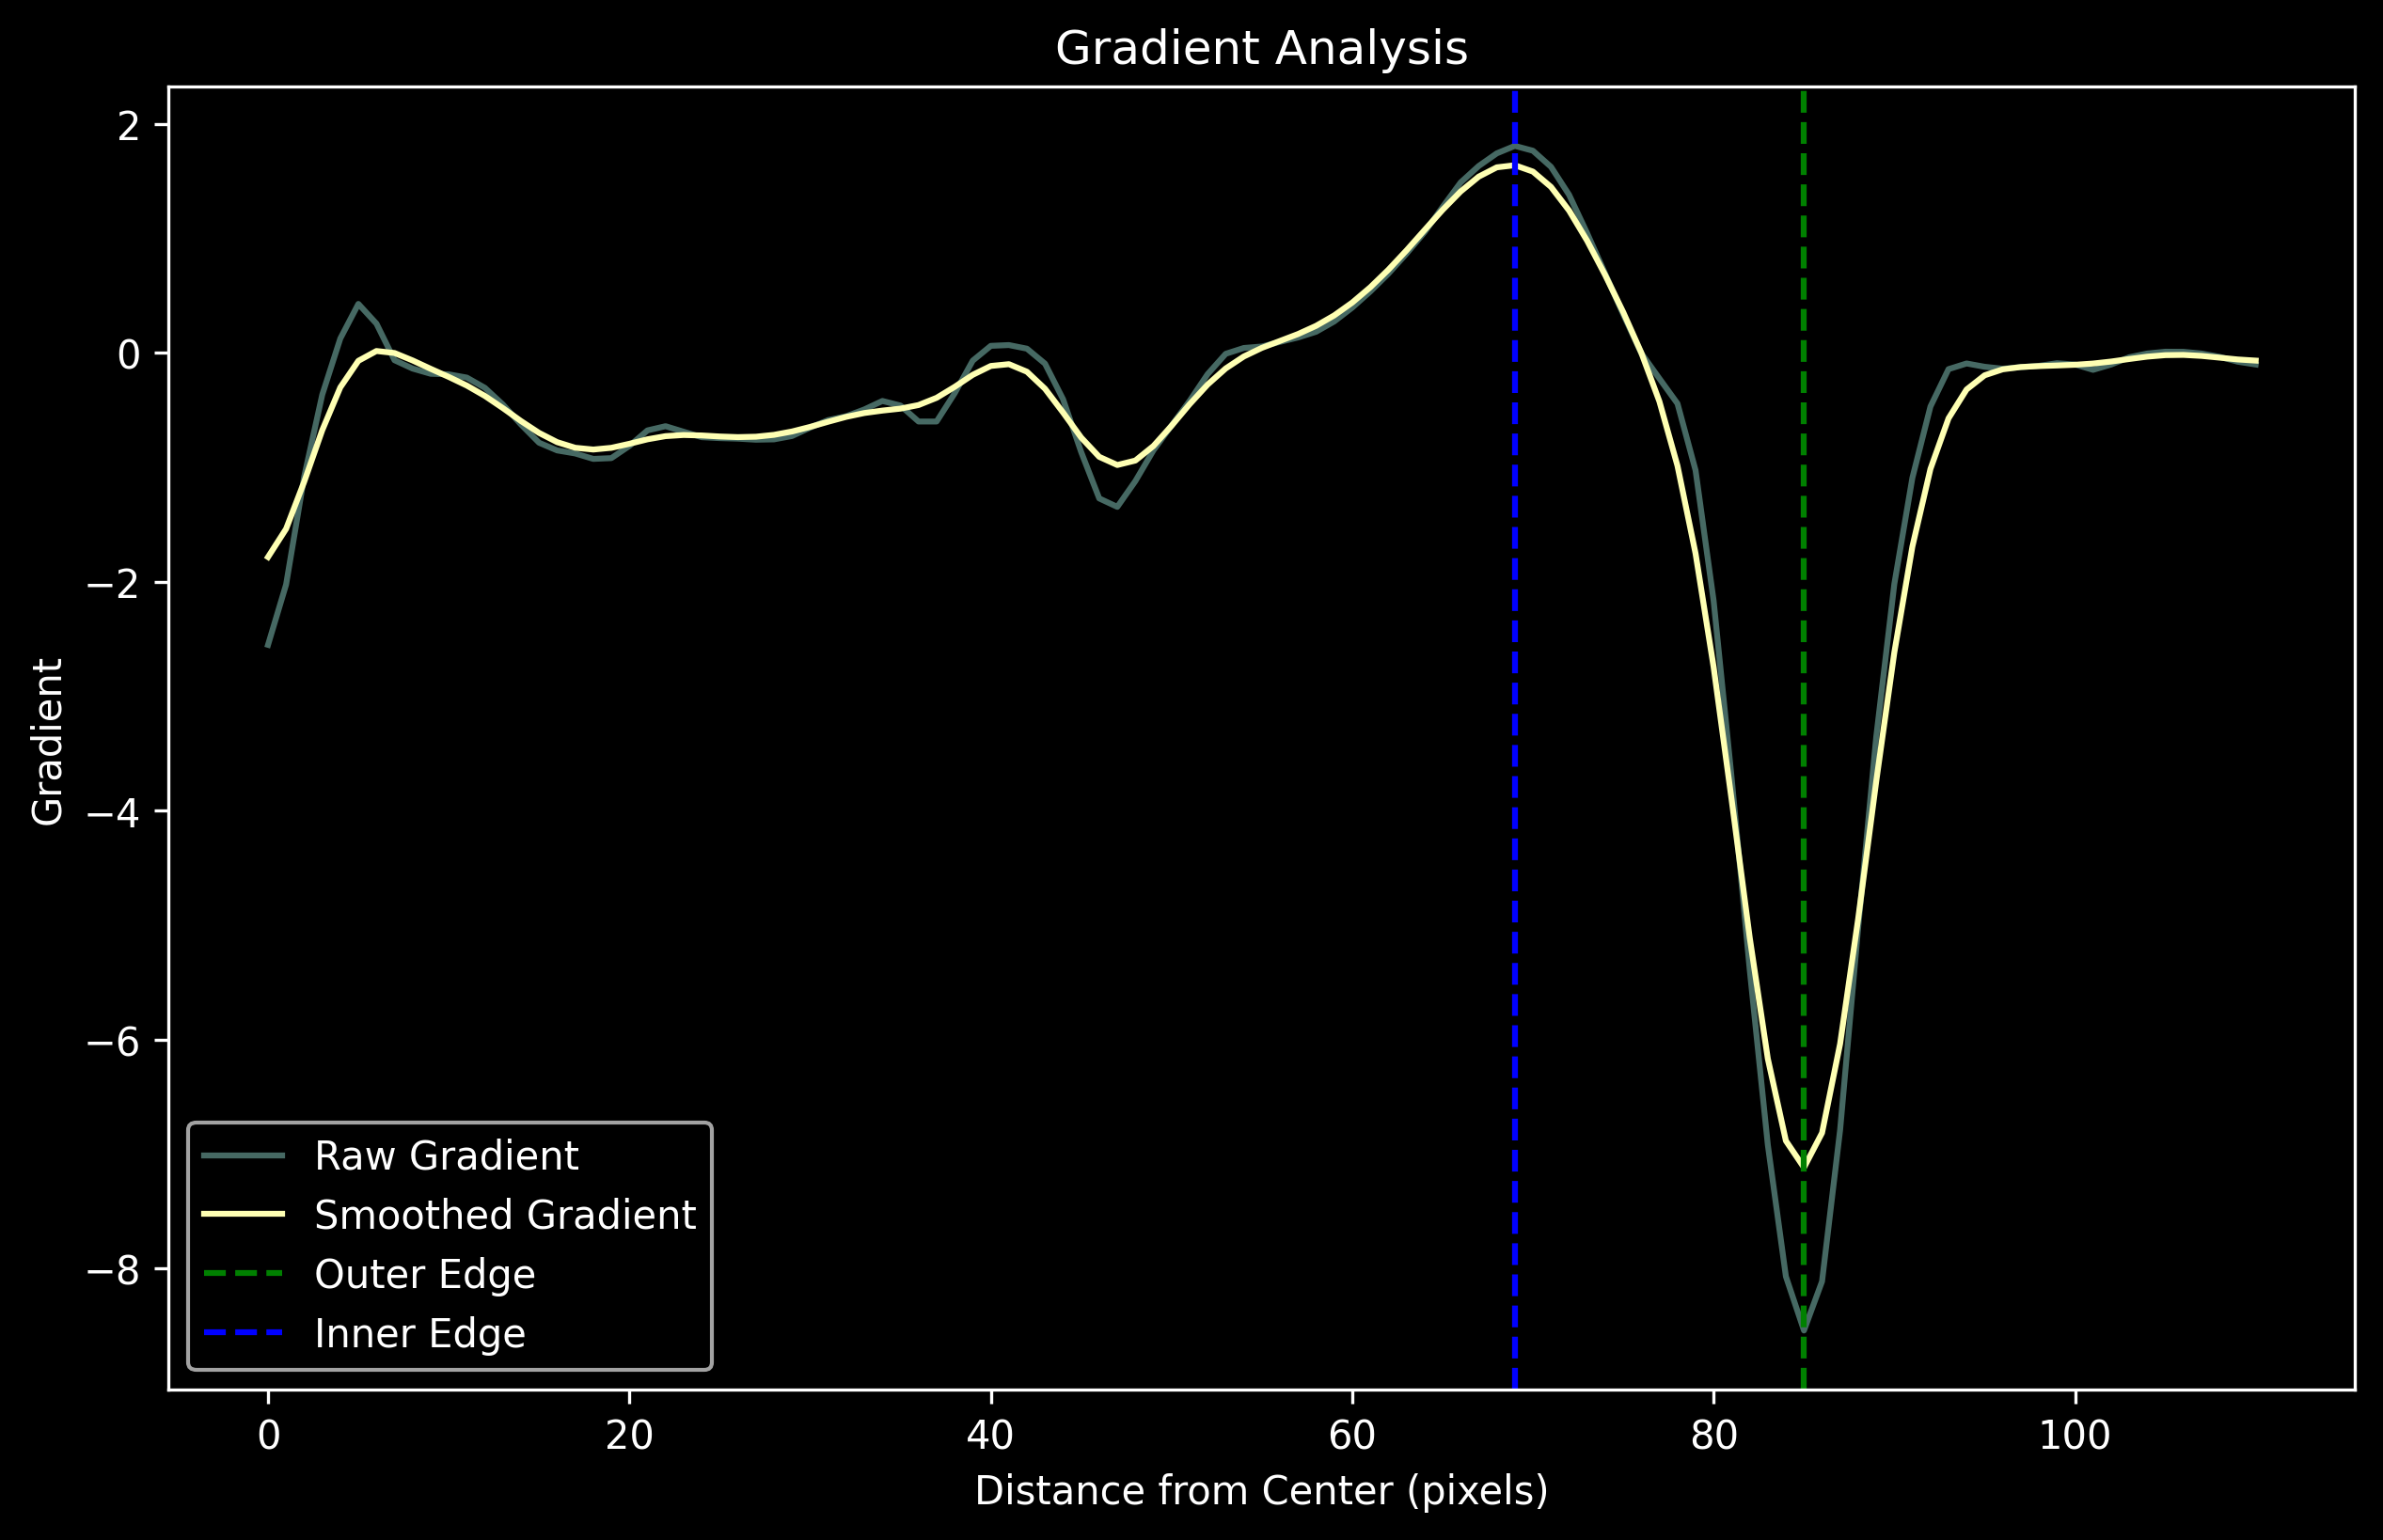 Gradient Analysis
2
0
−2
−4
−6
−8
Gradient
Raw Gradient
Smoothed Gradient
Outer Edge
Inner Edge
0 20 40 60 80 100
Distance from Center (pixels)